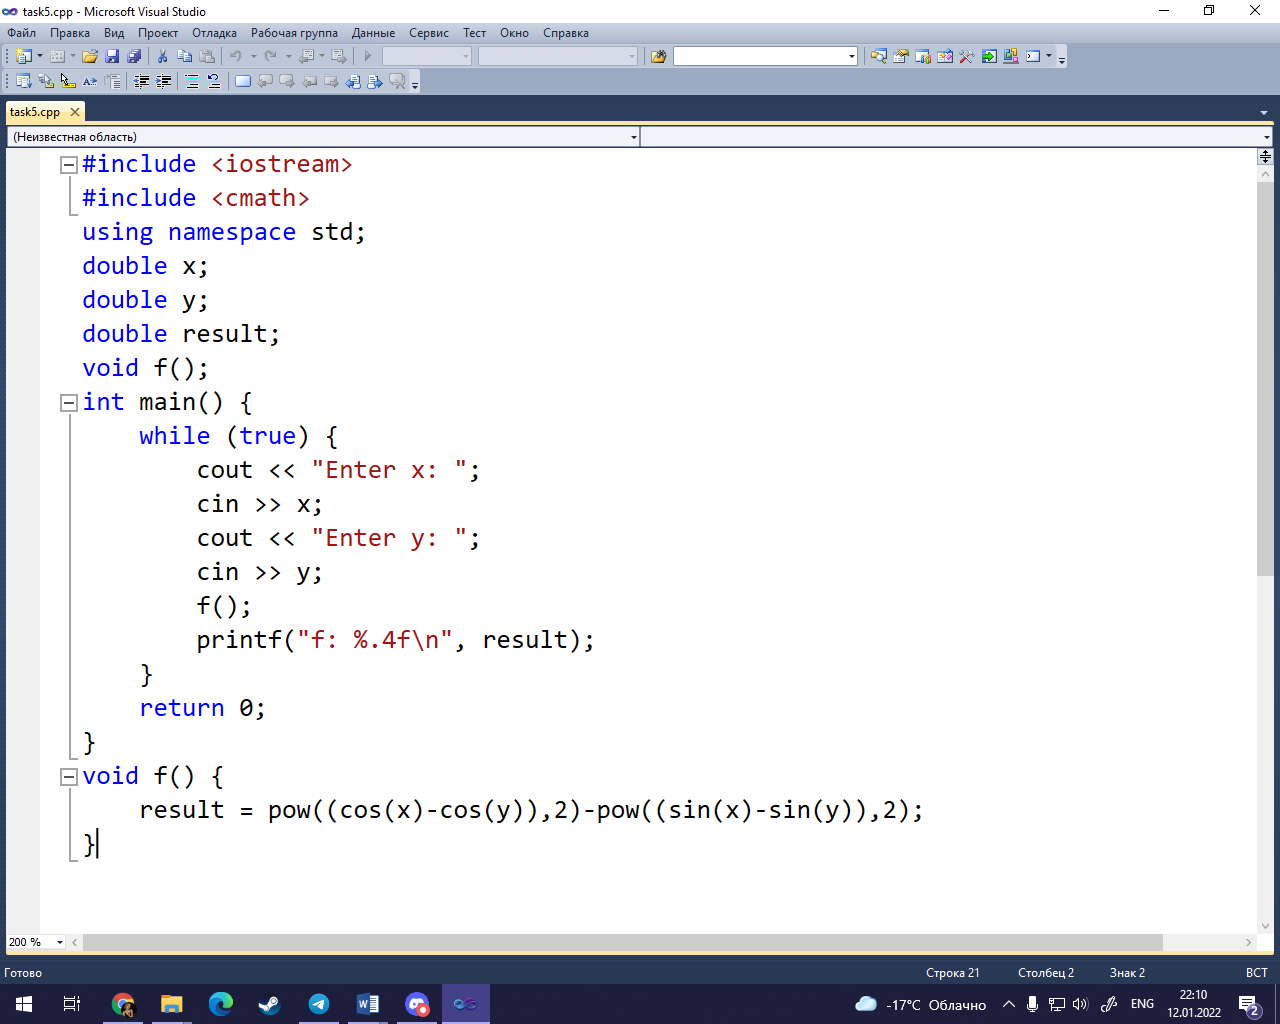 task5.cpp - Microsoft Visual Studio
Файл Правка Вид Проект Отладка Рабочая группа Данные Сервис Тест Окно Справка
task5.cpp
(Неизвестная область)
#include <iostream>
#include <cmath>
using namespace std;
double x;
double y;
double result;
void f();
int main() {
    while (true) {
        cout << "Enter x: ";
        cin >> x;
        cout << "Enter y: ";
        cin >> y;
        f();
        printf("f: %.4f\n", result);
    }
    return 0;
}
void f() {
    result = pow((cos(x)-cos(y)),2)-pow((sin(x)-sin(y)),2);
}
200 %
Готово Строка 21 Столбец 2 Знак 2 ВСТ
-17°C Облачно ENG 22:10
12.01.2022 2